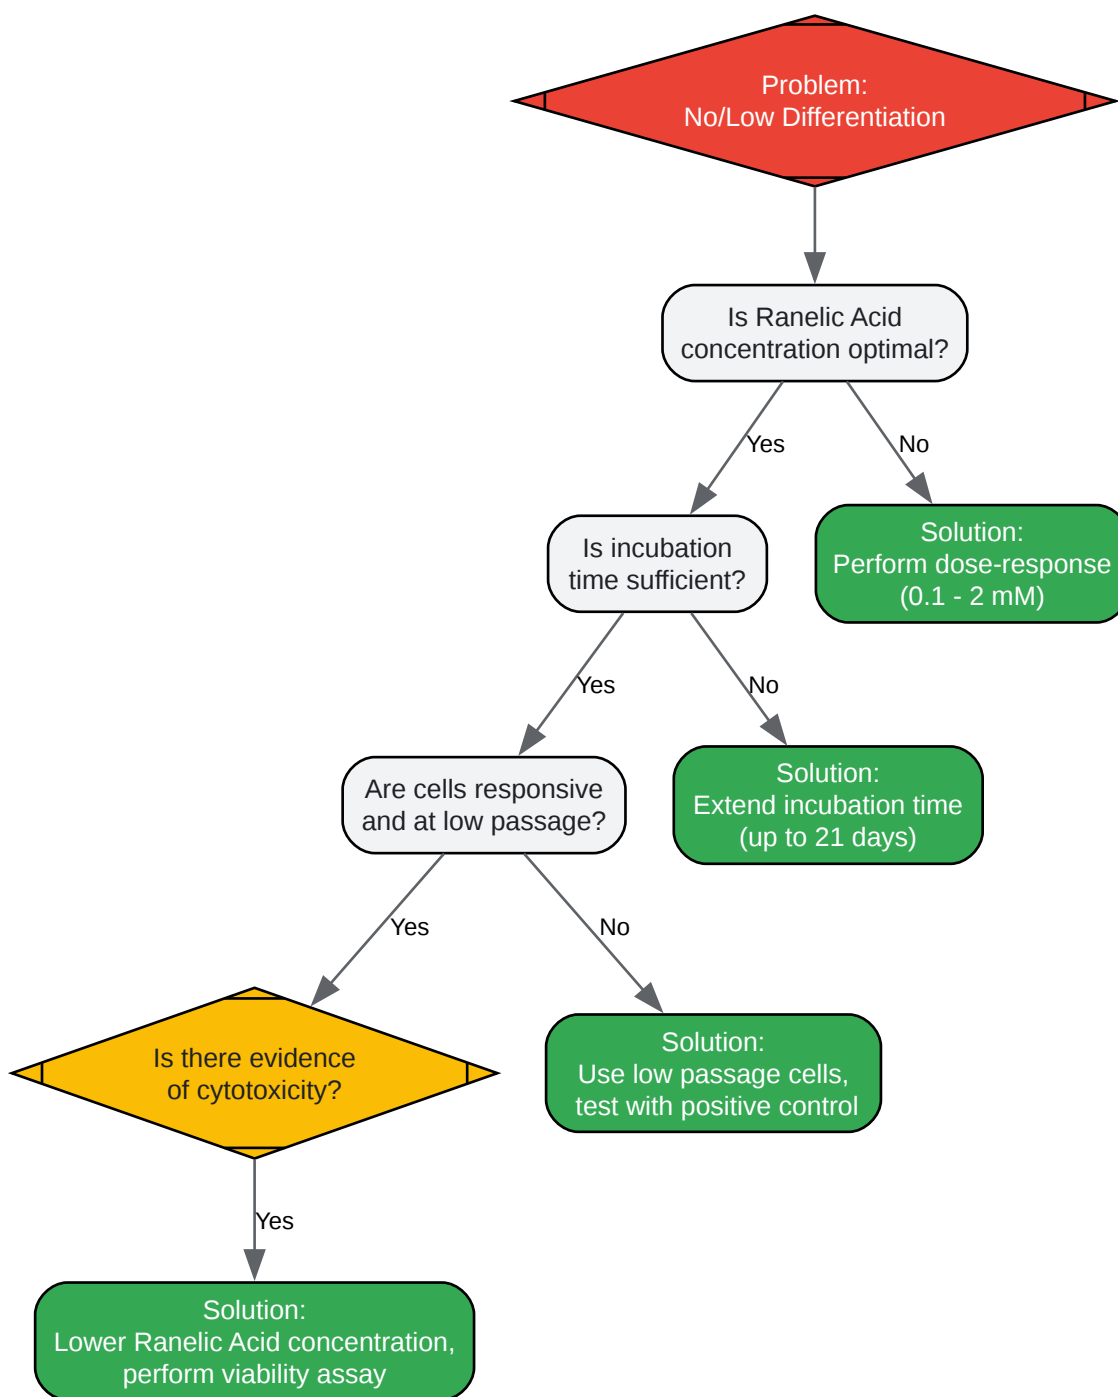 Problem:
No/Low Differentiation
Is Ranelic Acid
concentration optimal?
Yes
No
Is incubation
time sufficient?
Solution:
Perform dose-response
(0.1 - 2 mM)
Yes
No
Are cells responsive
and at low passage?
Solution:
Extend incubation time
(up to 21 days)
Yes
No
Is there evidence
of cytotoxicity?
Solution:
Use low passage cells,
test with positive control
Yes
Solution:
Lower Ranelic Acid concentration,
perform viability assay